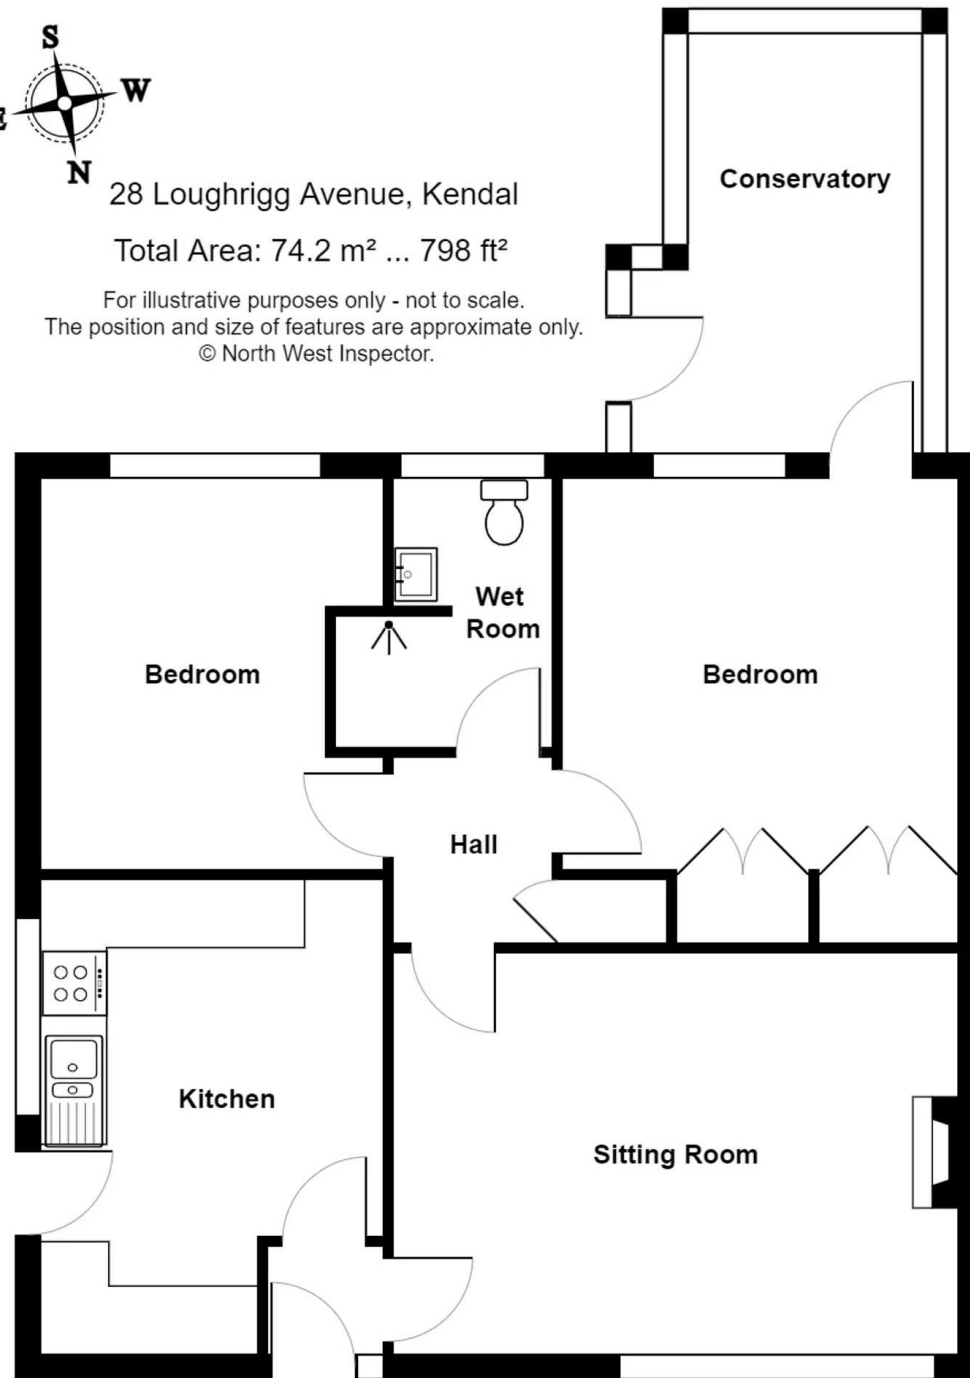 S
W
E
N
28 Loughrigg Avenue, Kendal
Total Area: 74.2 m² ... 798 ft²
For illustrative purposes only - not to scale.
The position and size of features are approximate only.
© North West Inspector.
Conservatory
Wet
Room
Bedroom
Bedroom
Hall
Kitchen
Sitting Room